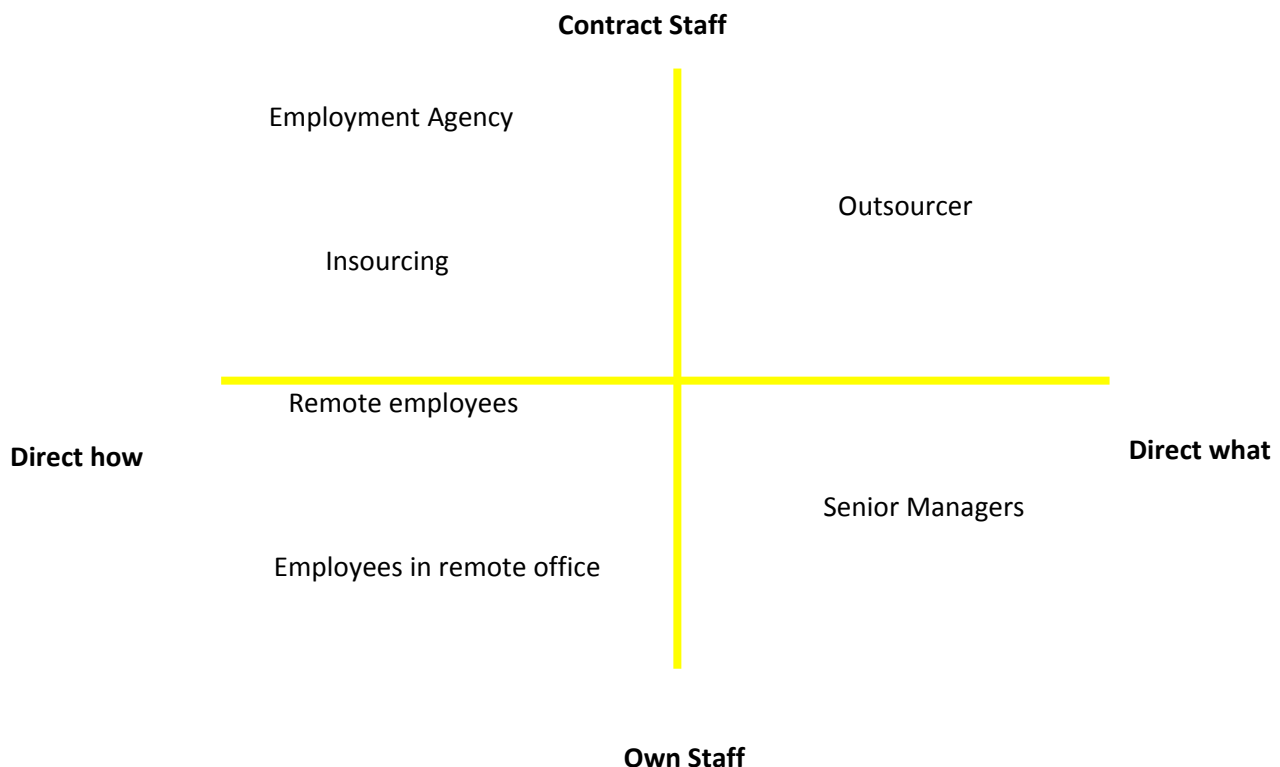 Contract Staff
Employment Agency
Outsourcer
Insourcing
Remote employees
Direct how
Direct what
Senior Managers
Employees in remote office
Own Staff